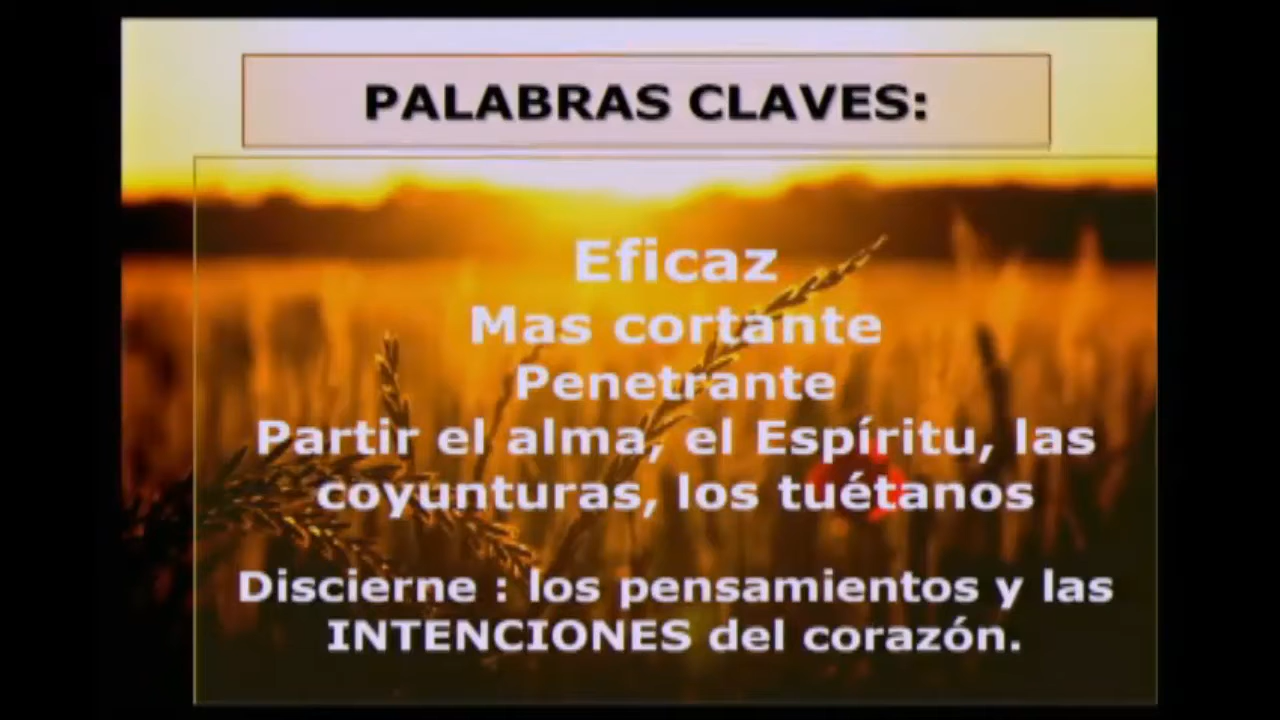 PALABRAS CLAVES:
Eficaz
Mas cortante
Penetrante
Partir el alma, el Espíritu, las
coyunturas, los tuétanos
Discierne : los pensamientos y las
INTENCIONES del corazón.